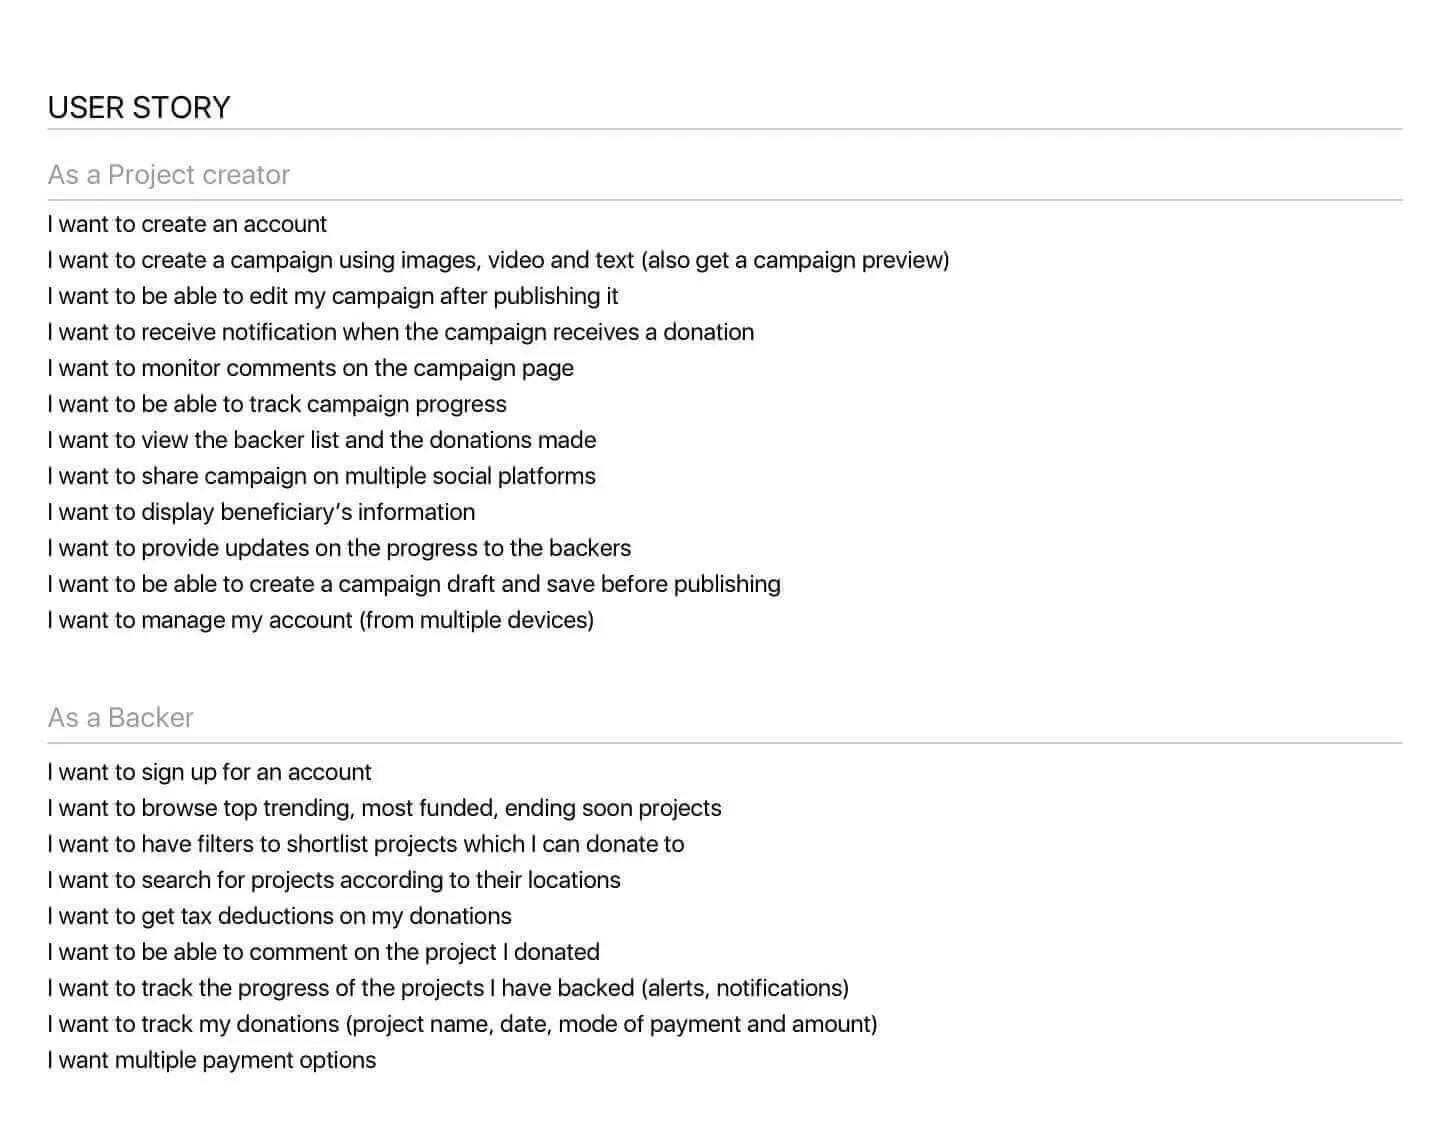 USER STORY
As a Project creator
I want to create an account
I want to create a campaign using images, video and text (also get a campaign preview)
I want to be able to edit my campaign after publishing it
I want to receive notification when the campaign receives a donation
I want to monitor comments on the campaign page
I want to be able to track campaign progress
I want to view the backer list and the donations made
I want to share campaign on multiple social platforms
I want to display beneficiary’s information
I want to provide updates on the progress to the backers
I want to be able to create a campaign draft and save before publishing
I want to manage my account (from multiple devices)
As a Backer
I want to sign up for an account
I want to browse top trending, most funded, ending soon projects
I want to have filters to shortlist projects which I can donate to
I want to search for projects according to their locations
I want to get tax deductions on my donations
I want to be able to comment on the project I donated
I want to track the progress of the projects I have backed (alerts, notifications)
I want to track my donations (project name, date, mode of payment and amount)
I want multiple payment options